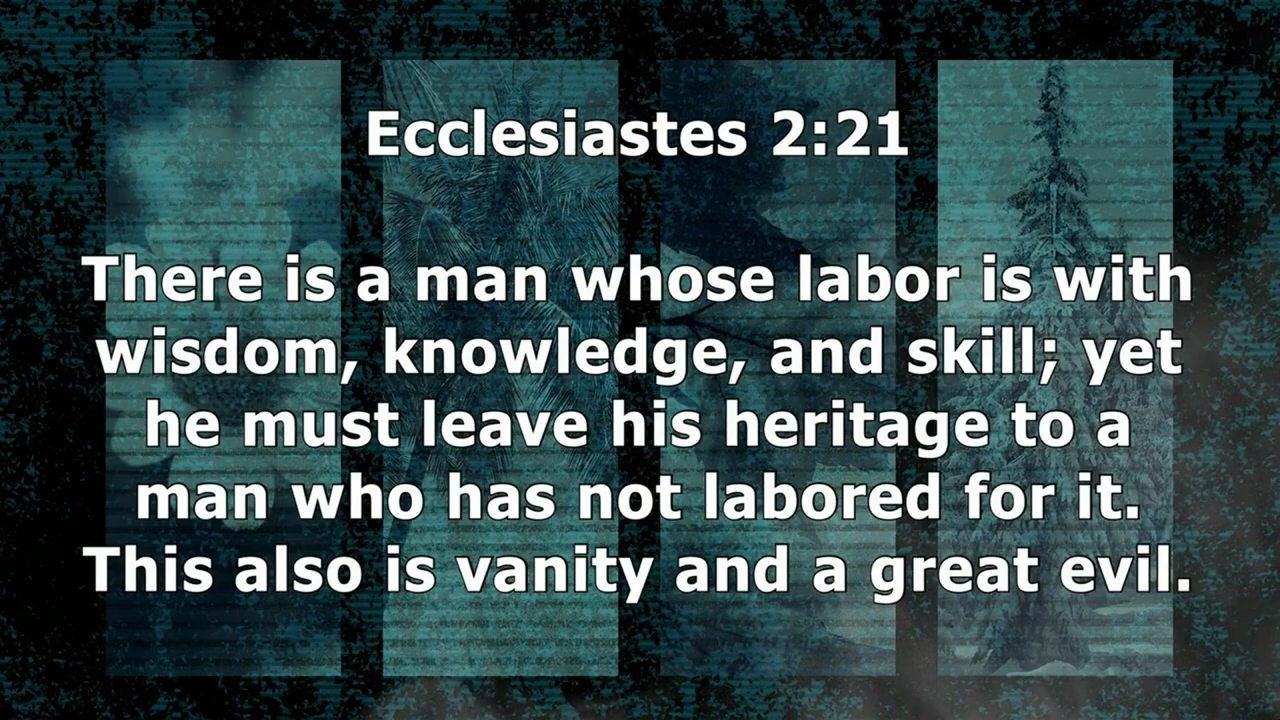 Ecclesiastes 2:21
There is a man whose labor is with
wisdom, knowledge, and skill; yet
he must leave his heritage to a
man who has not labored for it.
This also is vanity and a great evil.